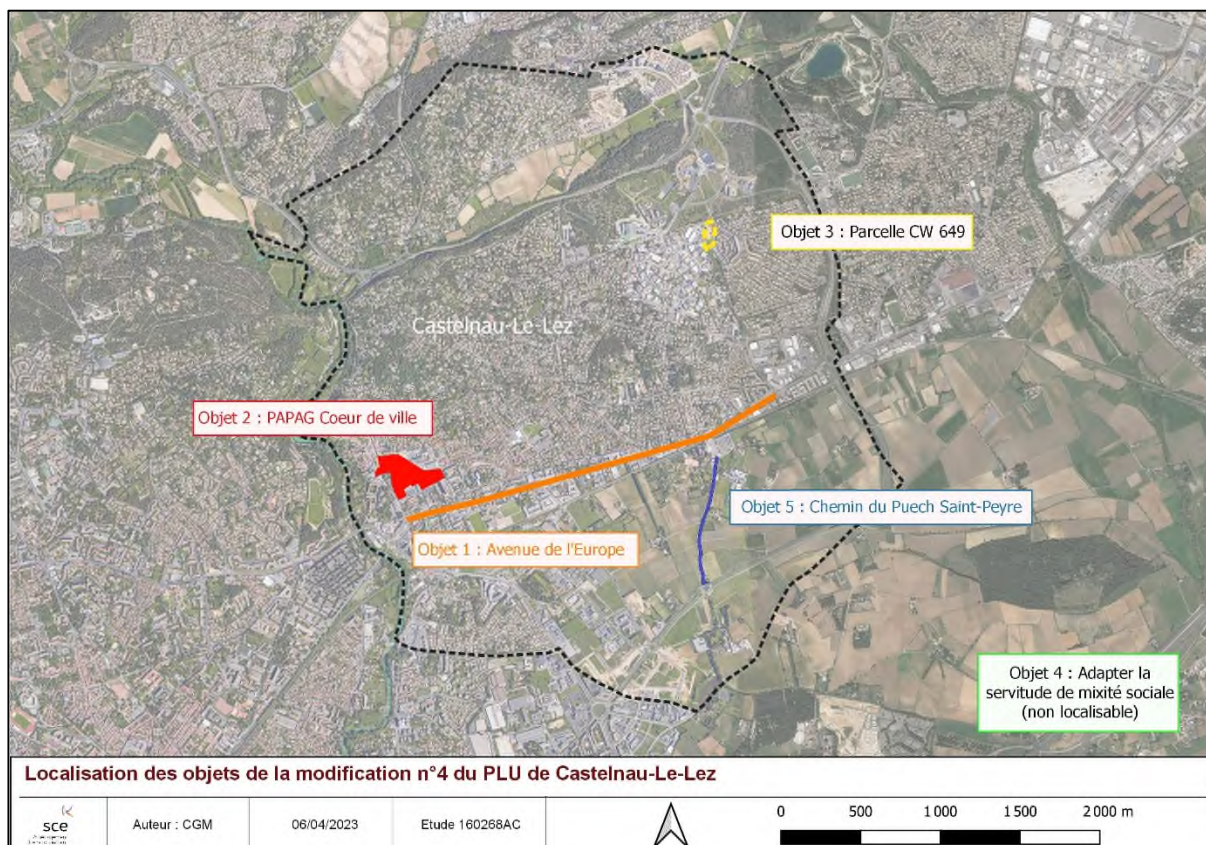 Objet 3 : Parcelle CW 649
Castelnau-Le-Lez
Objet 2 : PAPAG Coeur de ville
Objet 5 : Chemin du Puech Saint-Peyre
Objet 1 : Avenue de l'Europe
Objet 4 : Adapter la
servitude de mixité sociale
(non localisable)
Localisation des objets de la modification n°4 du PLU de Castelnau-Le-Lez
sce
Auteur : CGM
06/04/2023
Etude 160268AC
0 500 1 000 1 500 2 000 m